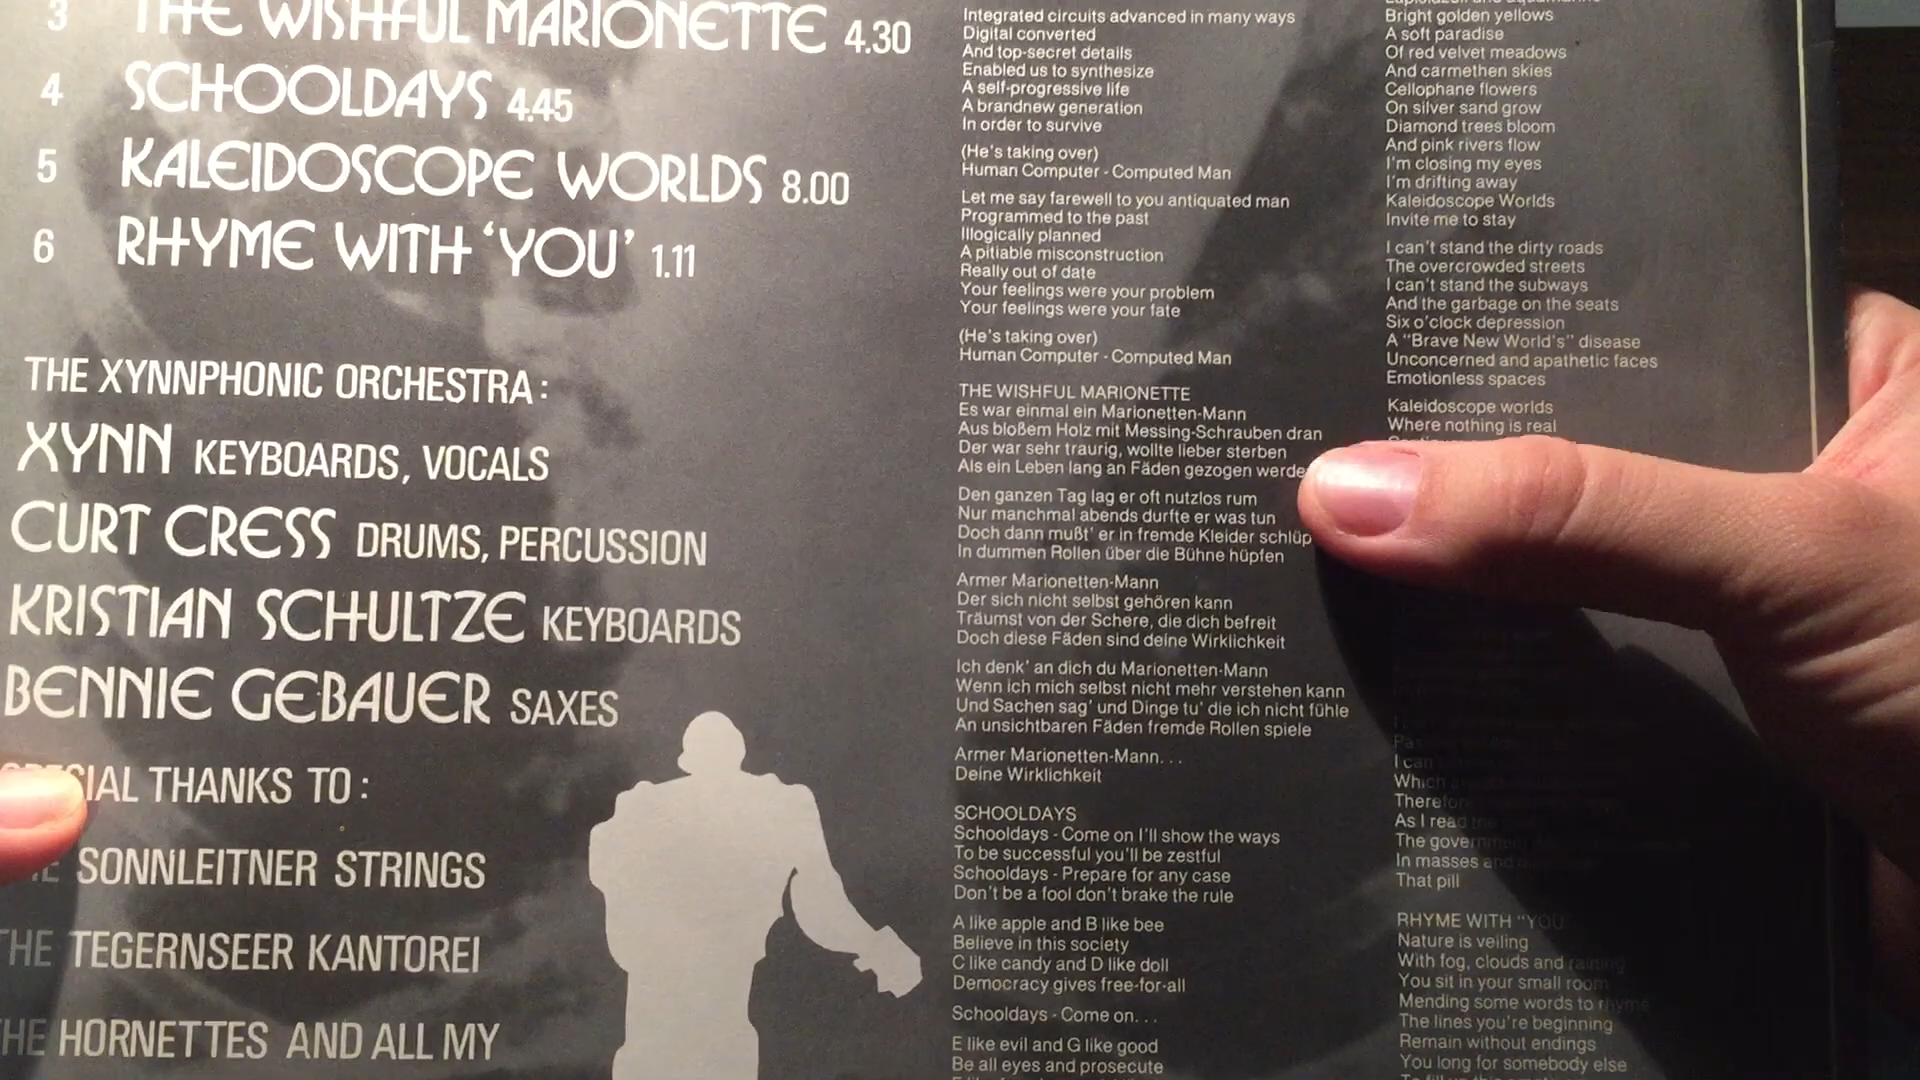 3 THE WISHFUL MARIONETTE 4.30
4 SCHOOLDAYS 4.45
5 KALEIDOSCOPE WORLDS 8.00
6 RHYME WITH ‘YOU’ 1.11
THE XYNNPHONIC ORCHESTRA:
XYNN KEYBOARDS, VOCALS
CURT CRESS DRUMS, PERCUSSION
KRISTIAN SCHULTZE KEYBOARDS
BENNIE GEBAUER SAXES
SPECIAL THANKS TO:
THE SONNLEITNER STRINGS
THE TEGERNSEER KANTOREI
THE HORNETTES AND ALL MY
Integrated circuits advanced in many ways
Digital converted
And top-secret details
Enabled us to synthesize
A self-progressive life
A brandnew generation
In order to survive
(He's taking over)
Human Computer - Computed Man
Let me say farewell to you antiquated man
Programmed to the past
Illogically planned
A pitiable misconstruction
Really out of date
Your feelings were your problem
Your feelings were your fate
(He's taking over)
Human Computer - Computed Man
THE WISHFUL MARIONETTE
Es war einmal ein Marionetten-Mann
Aus bloßem Holz mit Messing-Schrauben dran
Der war sehr traurig, wollte lieber sterben
Als ein Leben lang an Fäden gezogen werde
Den ganzen Tag lag er oft nutzlos rum
Nur manchmal abends durfte er was tun
Doch dann mußt' er in fremde Kleider schlüp
In dummen Rollen über die Bühne hüpfen
Armer Marionetten-Mann
Der sich nicht selbst gehören kann
Träumst von der Schere, die dich befreit
Doch diese Fäden sind deine Wirklichkeit
Ich denk' an dich du Marionetten-Mann
Wenn ich mich selbst nicht mehr verstehen kann
Und Sachen sag' und Dinge tu' die ich nicht fühle
An unsichtbaren Fäden fremde Rollen spiele
Armer Marionetten-Mann. . .
Deine Wirklichkeit
SCHOOLDAYS
Schooldays - Come on I'll show the ways
To be successful you'll be zestful
Schooldays - Prepare for any case
Don't be a fool don't brake the rule
A like apple and B like bee
Believe in this society
C like candy and D like doll
Democracy gives free-for-all
Schooldays - Come on. . .
E like evil and G like good
Be all eyes and prosecute
Bright golden yellows
A soft paradise
Of red velvet meadows
And carmethen skies
Cellophane flowers
On silver sand grow
Diamond trees bloom
And pink rivers flow
I'm closing my eyes
I'm drifting away
Kaleidoscope Worlds
Invite me to stay
I can't stand the dirty roads
The overcrowded streets
I can't stand the subways
And the garbage on the seats
Six o'clock depression
A "Brave New World's" disease
Unconcerned and apathetic faces
Emotionless spaces
Kaleidoscope worlds
Where nothing is real
I can
Which
Therefor
As I read
The government
In masses and
That pill
RHYME WITH "YOU
Nature is veiling
With fog, clouds and raining
You sit in your small room
Mending some words to rhyme
The lines you're beginning
Remain without endings
You long for somebody else